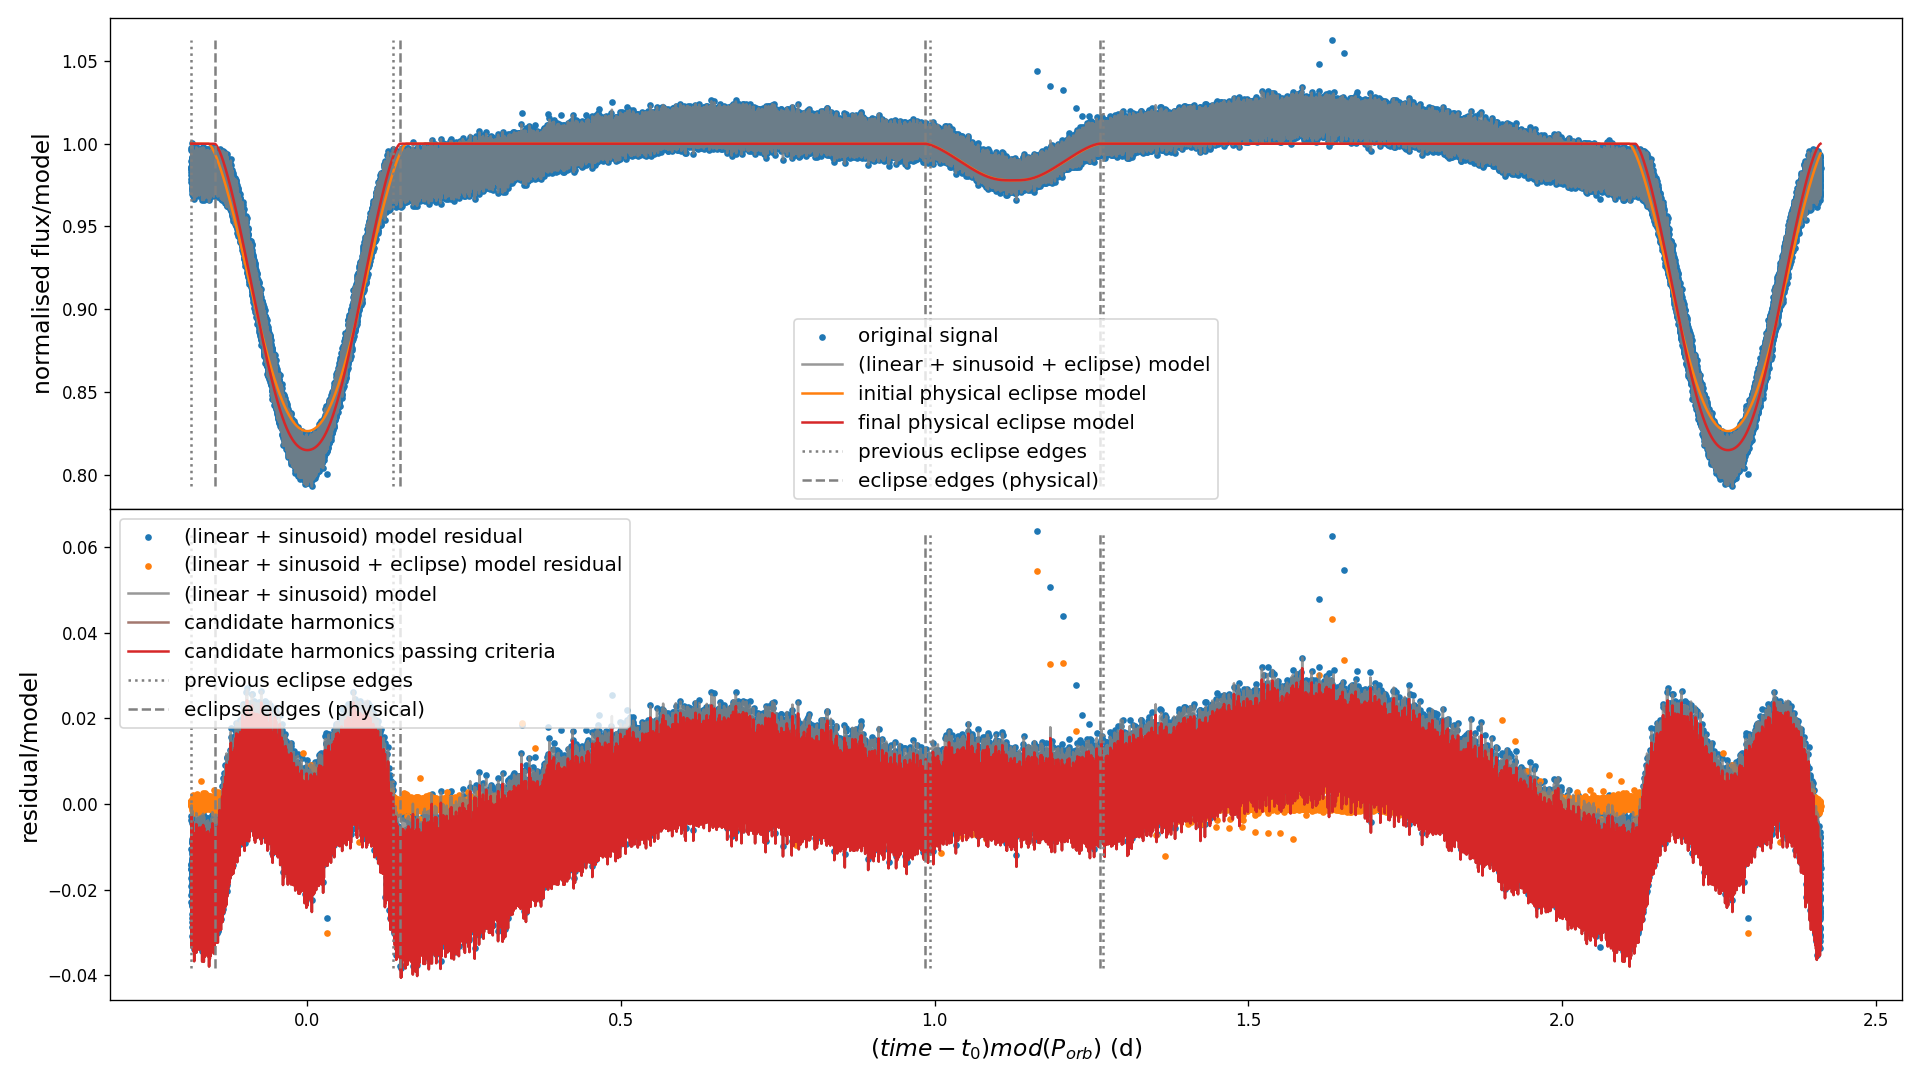 normalised flux/model
1.05
1.00
0.95
0.90
0.85
0.80
original signal
(linear + sinusoid + eclipse) model
initial physical eclipse model
final physical eclipse model
previous eclipse edges
eclipse edges (physical)
residual/model
0.06
0.04
0.02
0.00
−0.02
−0.04
(linear + sinusoid) model residual
(linear + sinusoid + eclipse) model residual
(linear + sinusoid) model
candidate harmonics
candidate harmonics passing criteria
previous eclipse edges
eclipse edges (physical)
0.0 0.5 1.0 1.5 2.0 2.5
(time − t₀)mod(Pₒᵣb) (d)